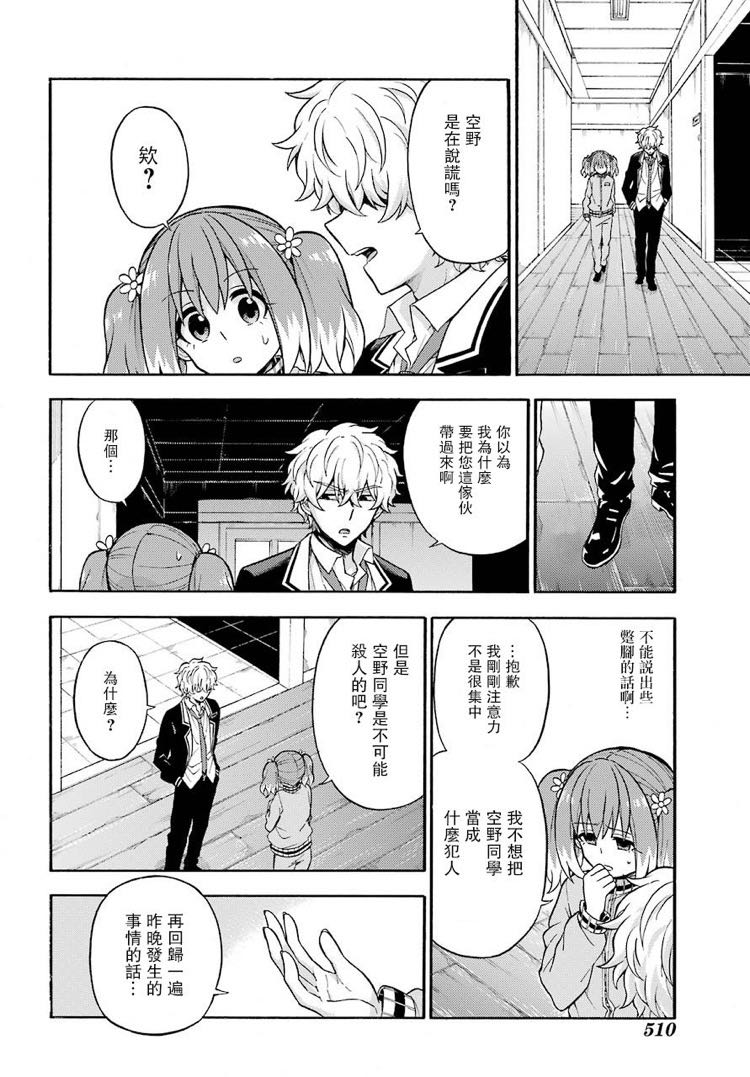 空野
是在說謊嗎?
欸?
你以為
我為什麼
要把您這傢伙
帶過來啊
那個…
不能說出些
蹩腳的話啊…
…抱歉
我剛剛注意力
不是很集中
我不想把
空野同學
當成
什麼犯人
但是
空野同學是不可能
殺人的吧?
為什麼?
再回歸一遍
昨晚發生的
事情的話…
510